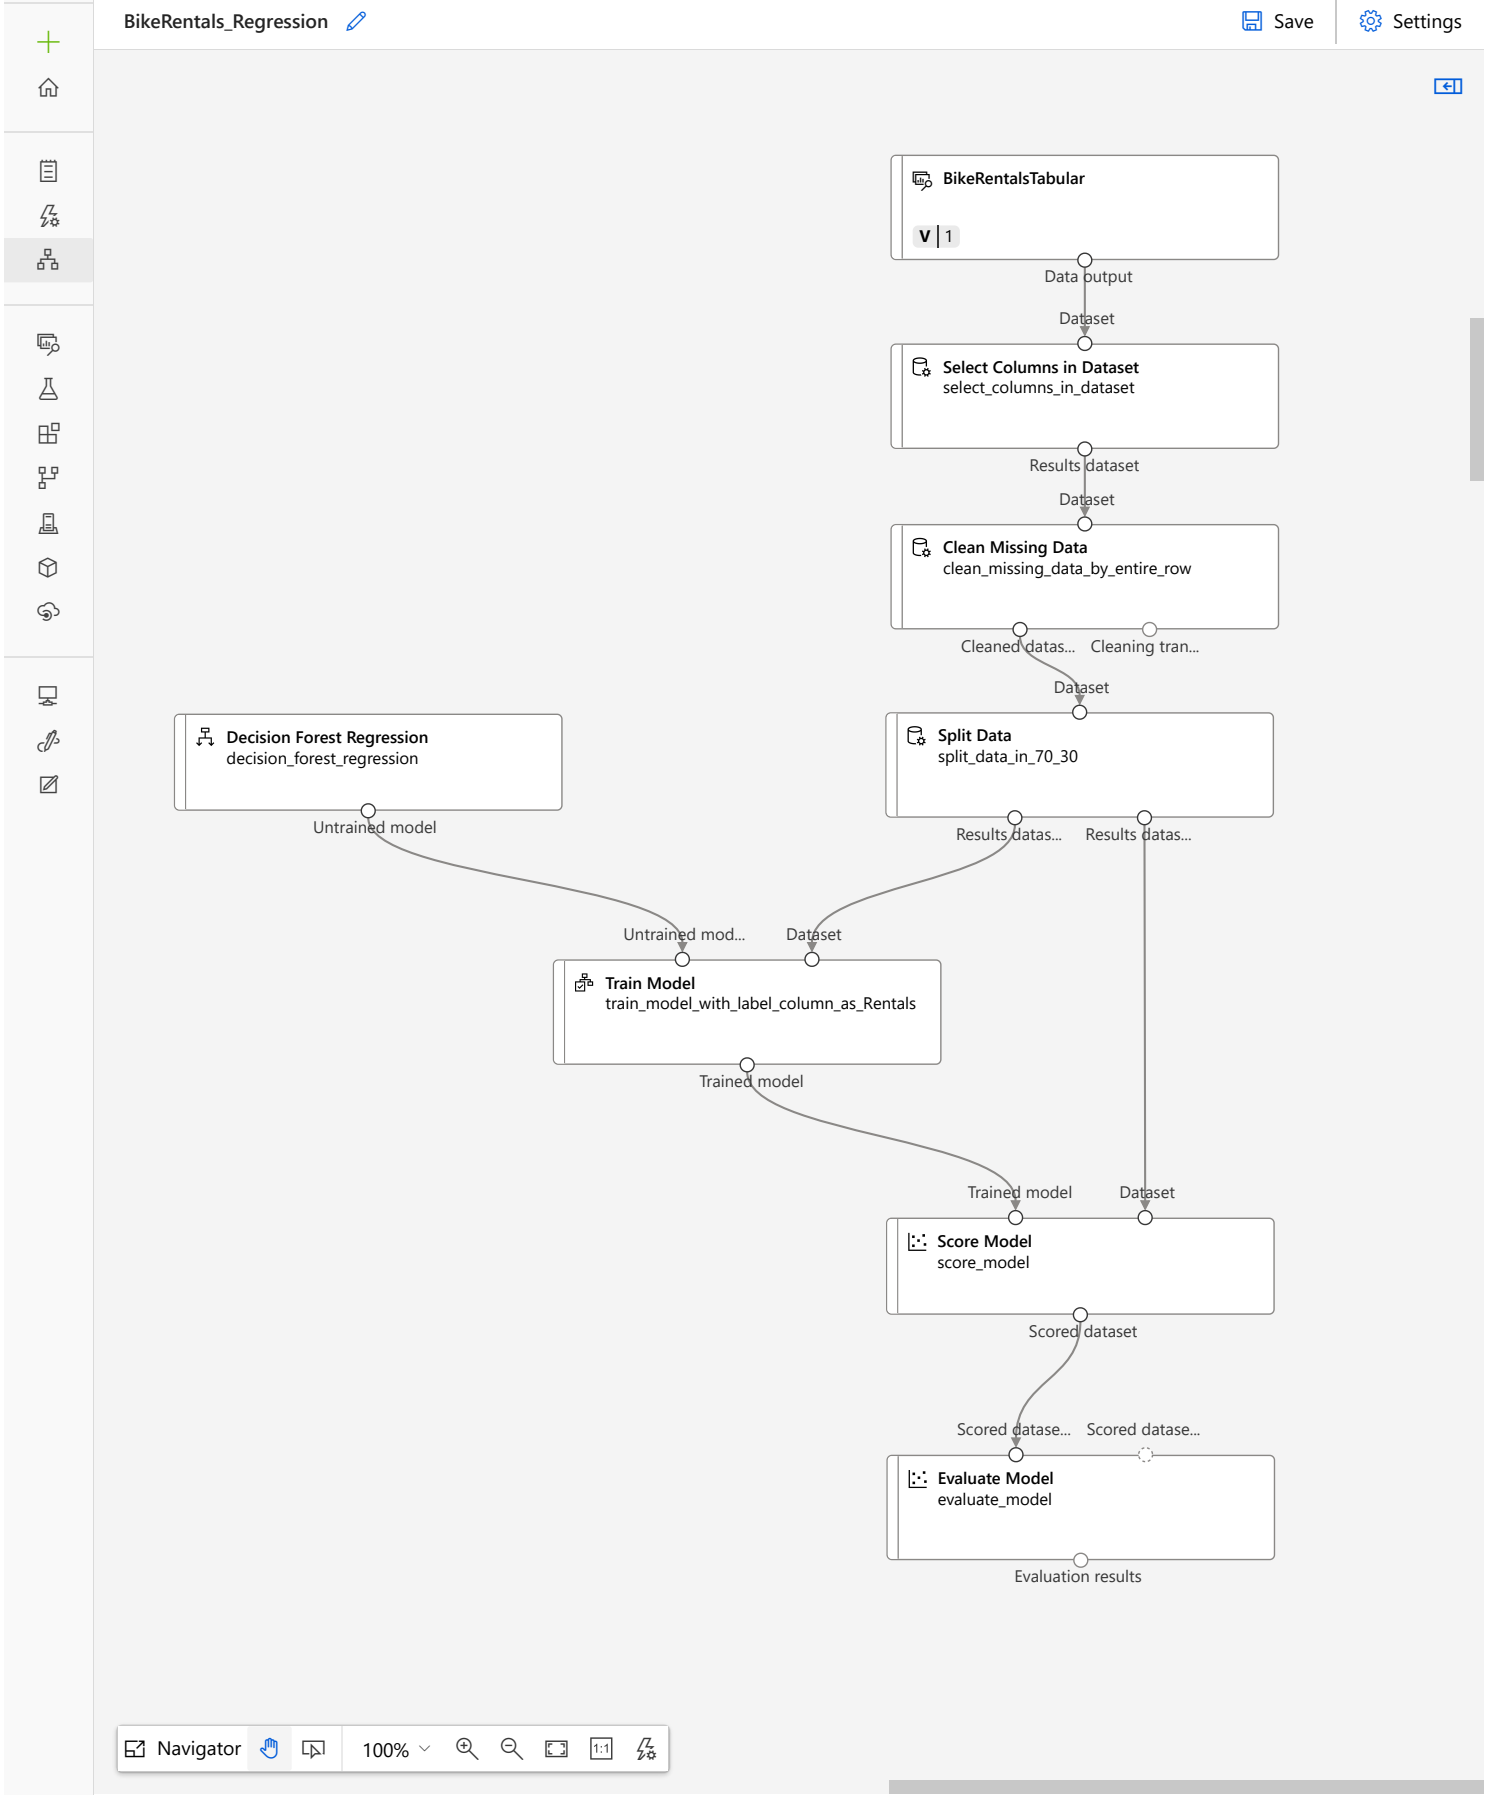 BikeRentals_Regression
Save
Settings
BikeRentalsTabular
V 1
Data output
Dataset
Select Columns in Dataset
select_columns_in_dataset
Results dataset
Dataset
Clean Missing Data
clean_missing_data_by_entire_row
Cleaned datas... Cleaning tran...
Dataset
Decision Forest Regression
decision_forest_regression
Untrained model
Split Data
split_data_in_70_30
Results datas... Results datas...
Untrained mod... Dataset
Train Model
train_model_with_label_column_as_Rentals
Trained model
Trained model Dataset
Score Model
score_model
Scored dataset
Scored datase... Scored datase...
Evaluate Model
evaluate_model
Evaluation results
Navigator 100% 1:1